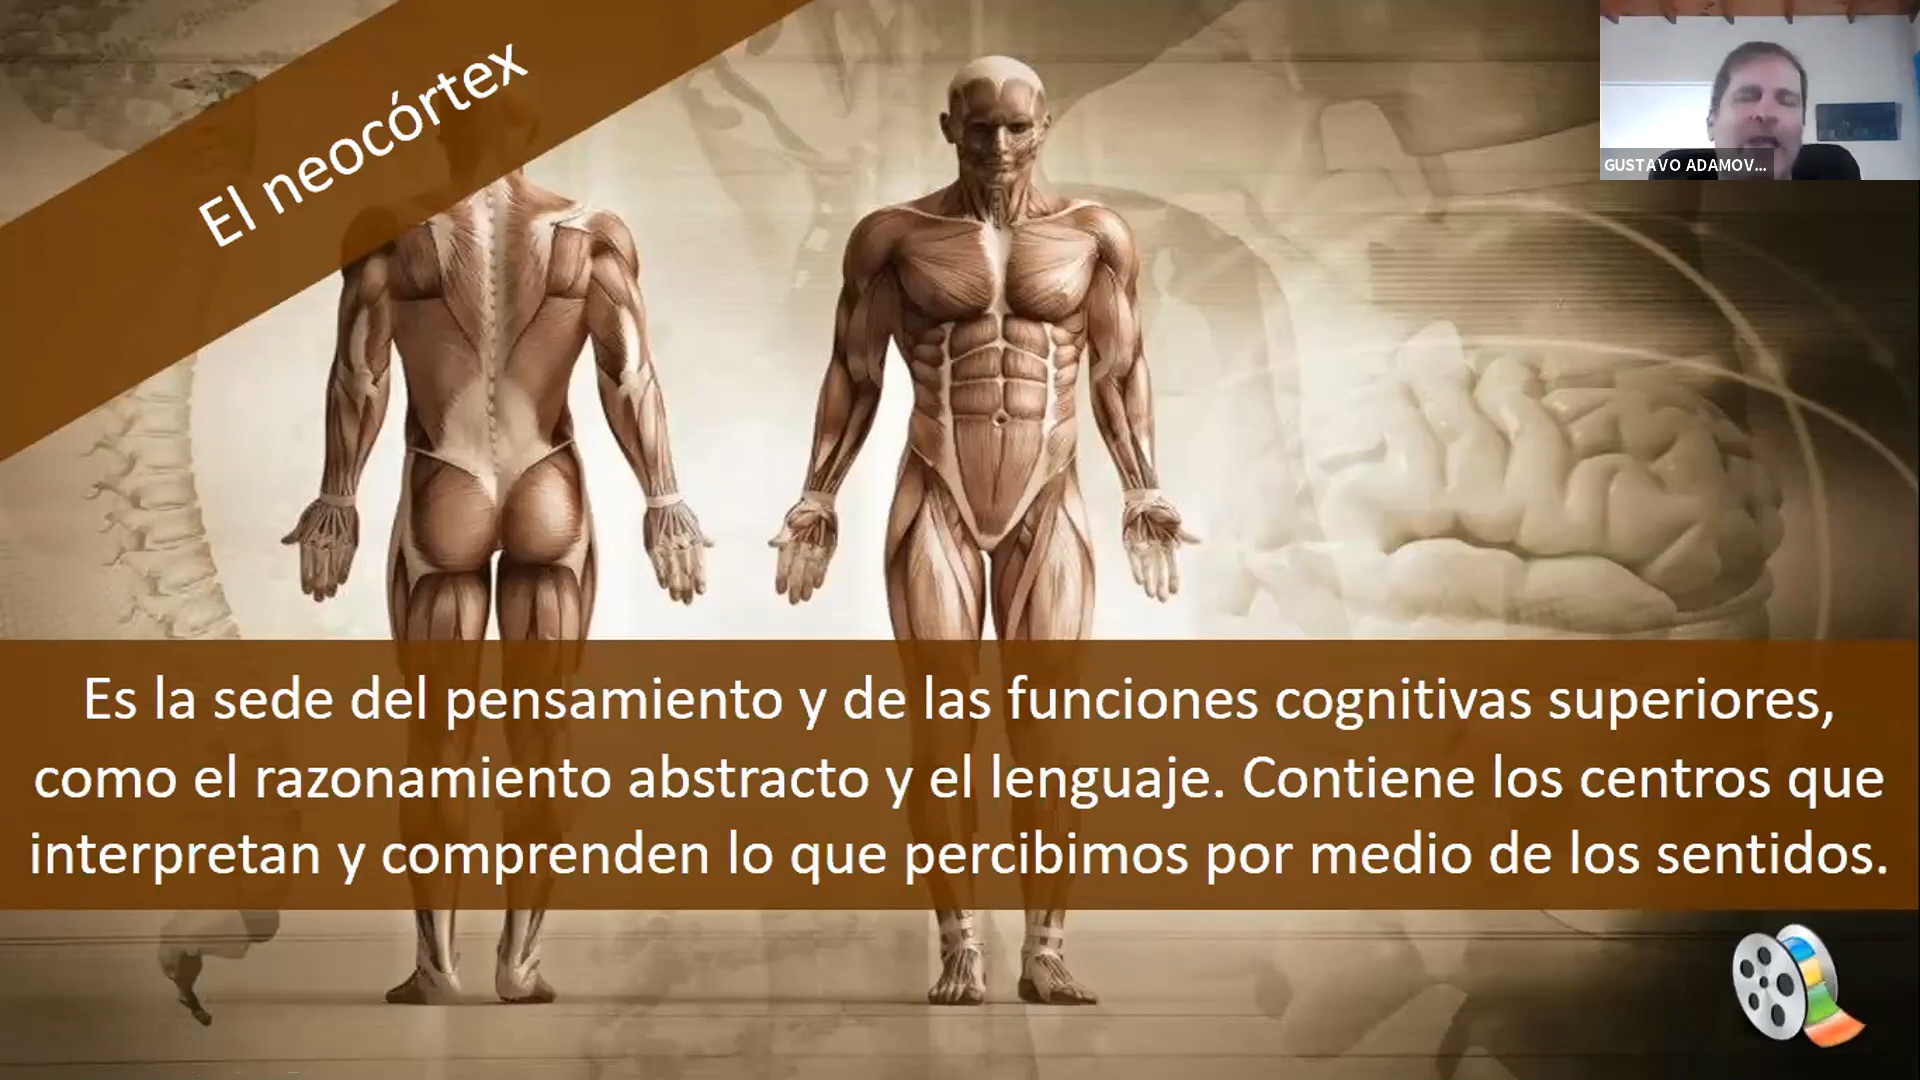 El neocórtex
GUSTAVO ADAMOV...
Es la sede del pensamiento y de las funciones cognitivas superiores,
como el razonamiento abstracto y el lenguaje. Contiene los centros que
interpretan y comprenden lo que percibimos por medio de los sentidos.